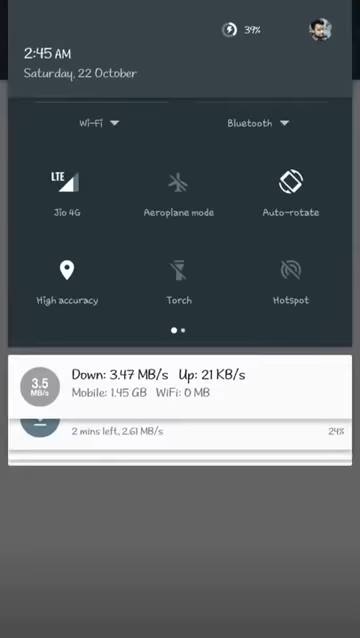 39%
2:45 AM
Saturday, 22 October
Wi-Fi Bluetooth
LTE
Jio 4G Aeroplane mode Auto-rotate
High accuracy Torch Hotspot
3.5 MB/s
Down: 3.47 MB/s Up: 21 KB/s
Mobile: 1.45 GB WiFi: 0 MB
2 mins left, 2.61 MB/s 24%